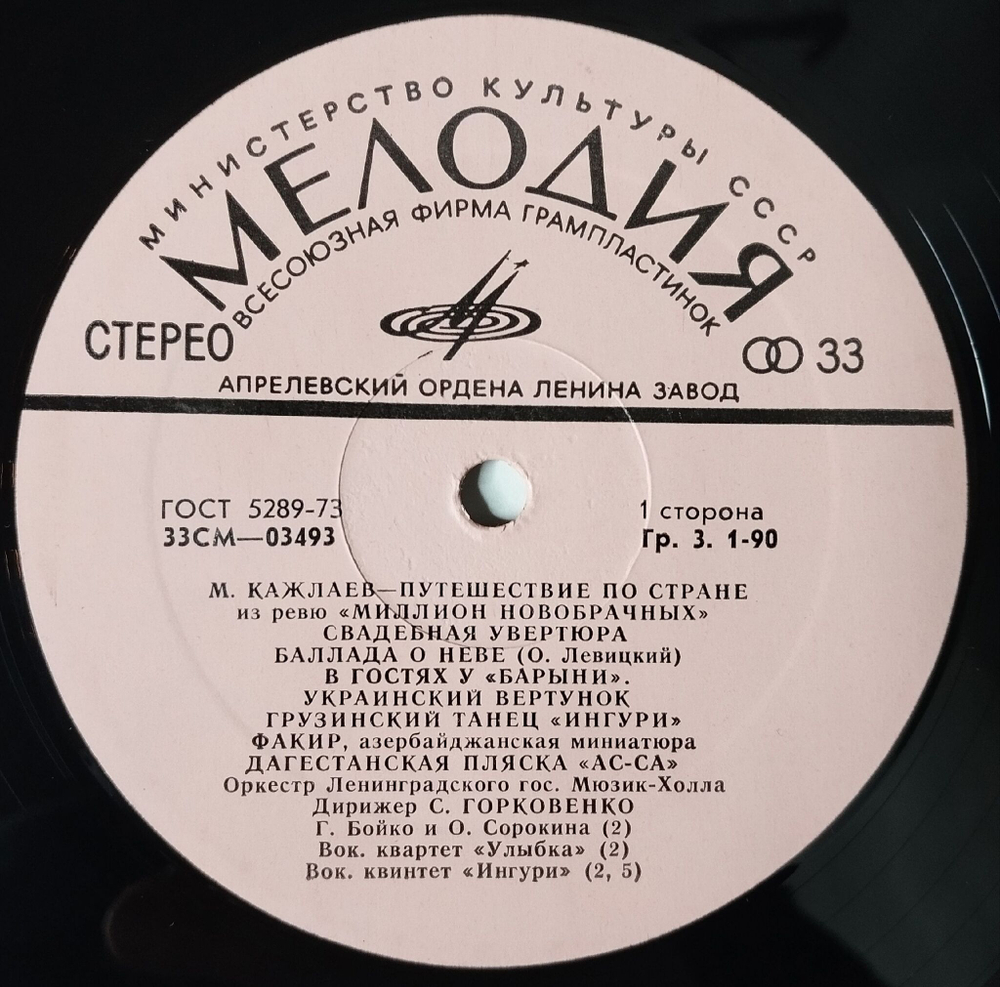 МИНИСТЕРСТВО КУЛЬТУРЫ СССР
МЕЛОДИЯ
ВСЕСОЮЗНАЯ ФИРМА ГРАМПЛАСТИНОК
СТЕРЕО
33
АПРЕЛЕВСКИЙ ОРДЕНА ЛЕНИНА ЗАВОД
ГОСТ 5289-73
1 сторона
33СМ—03493
Гр. 3. 1-90
М. КАЖЛАЕВ—ПУТЕШЕСТВИЕ ПО СТРАНЕ
из ревю «МИЛЛИОН НОВОБРАЧНЫХ»
СВАДЕБНАЯ УВЕРТЮРА
БАЛЛАДА О НЕВЕ (О. Левицкий)
В ГОСТЯХ У «БАРЫНИ».
УКРАИНСКИЙ ВЕРТУНОК
ГРУЗИНСКИЙ ТАНЕЦ «ИНГУРИ»
ФАКИР, азербайджанская миниатюра
ДАГЕСТАНСКАЯ ПЛЯСКА «АС-СА»
Оркестр Ленинградского гос. Мюзик-Холла
Дирижер С. ГОРКОВЕНКО
Г. Бойко и О. Сорокина (2)
Вок. квартет «Улыбка» (2)
Вок. квинтет «Ингури» (2, 5)